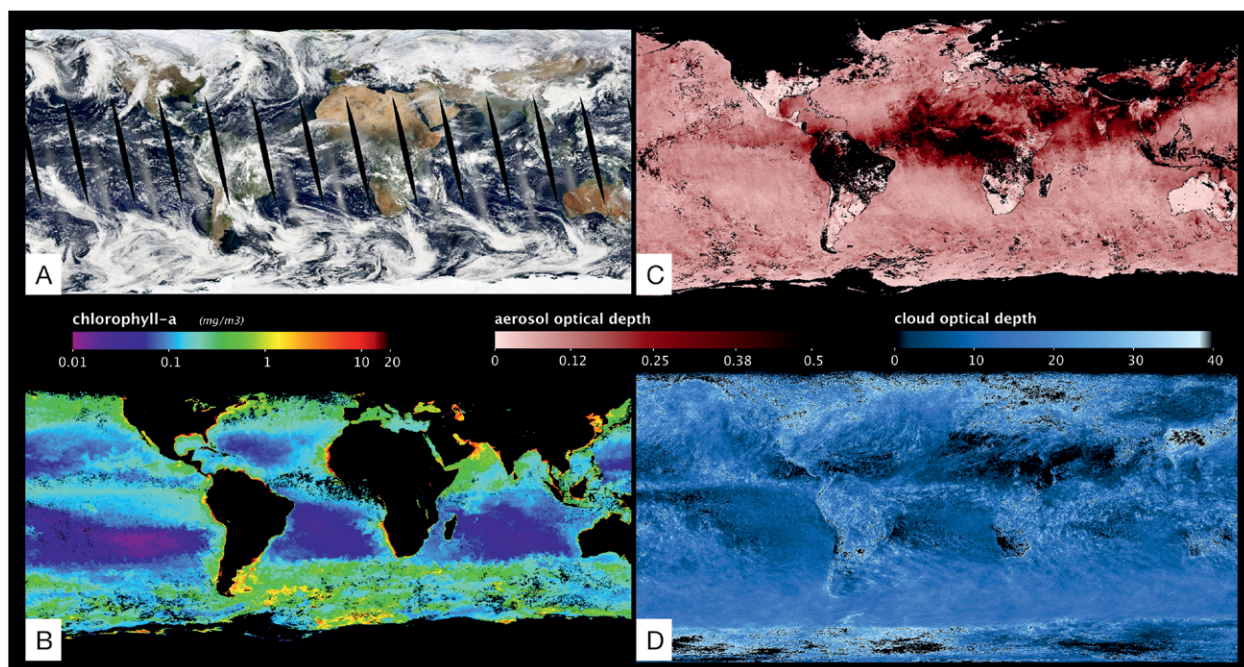 A
C
chlorophyll-a (mg/m3)
0.01 0.1 1 10 20
aerosol optical depth
0 0.12 0.25 0.38 0.5
cloud optical depth
0 10 20 30 40
B
D